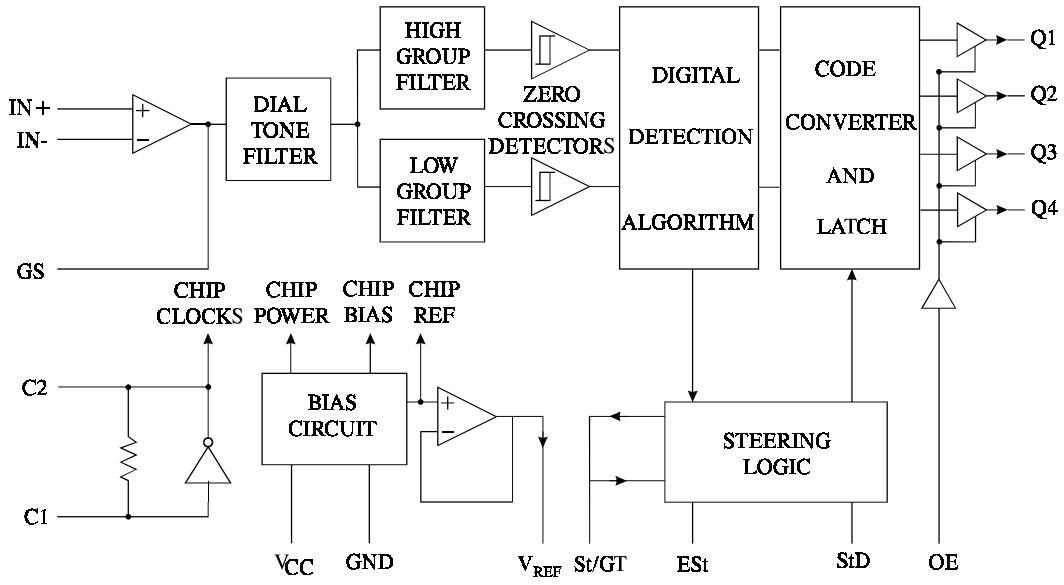 HIGH
GROUP
FILTER
IN+
IN-
+
−
DIAL
TONE
FILTER
LOW
GROUP
FILTER
ZERO
CROSSING
DETECTORS
DIGITAL
DETECTION
ALGORITHM
CODE
CONVERTER
AND
LATCH
Q1
Q2
Q3
Q4
GS
CHIP
CLOCKS
CHIP
POWER
CHIP
BIAS
CHIP
REF
C2
C1
BIAS
CIRCUIT
+
−
STEERING
LOGIC
VCC
GND
VREF
St/GT
ESt
StD
OE